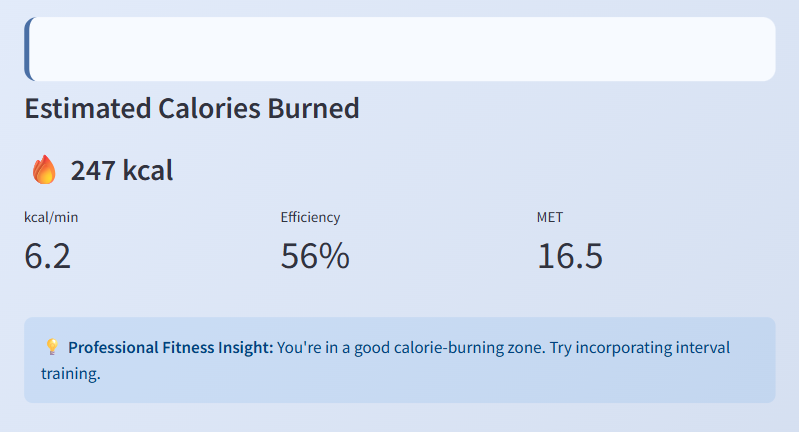 Estimated Calories Burned
🔥 247 kcal
kcal/min Efficiency MET
6.2 56% 16.5
💡 Professional Fitness Insight: You're in a good calorie-burning zone. Try incorporating interval
training.